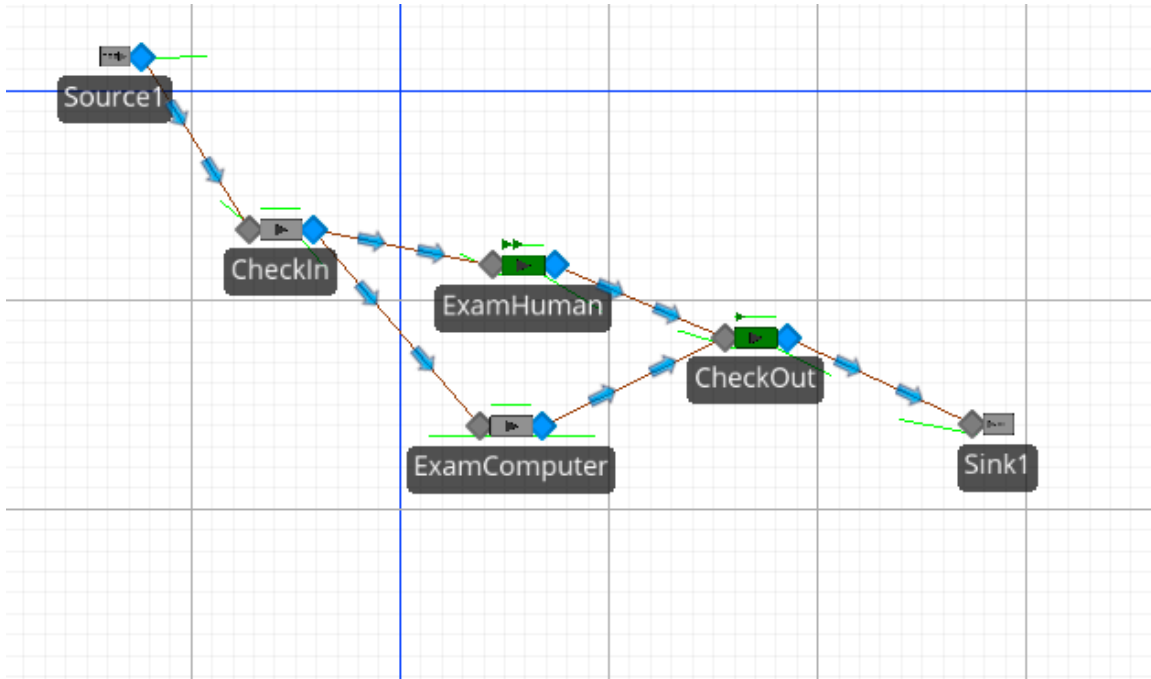 Source1
CheckIn
ExamHuman
CheckOut
ExamComputer
Sink1